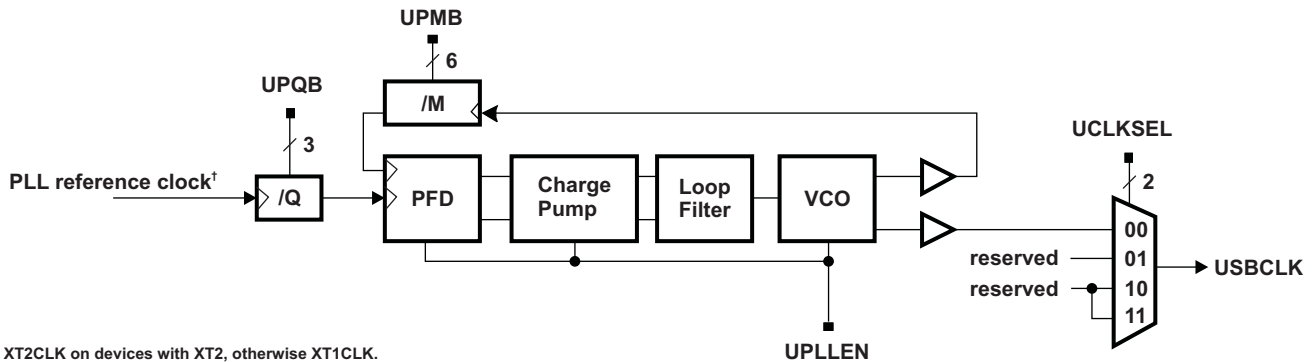 UPMB
6
UPQB
/M
3
UCLKSEL
PLL reference clock†
/Q
PFD
Charge
Pump
Loop
Filter
VCO
2
00
reserved
01
USBCLK
reserved
10
11
XT2CLK on devices with XT2, otherwise XT1CLK.
UPLLEN